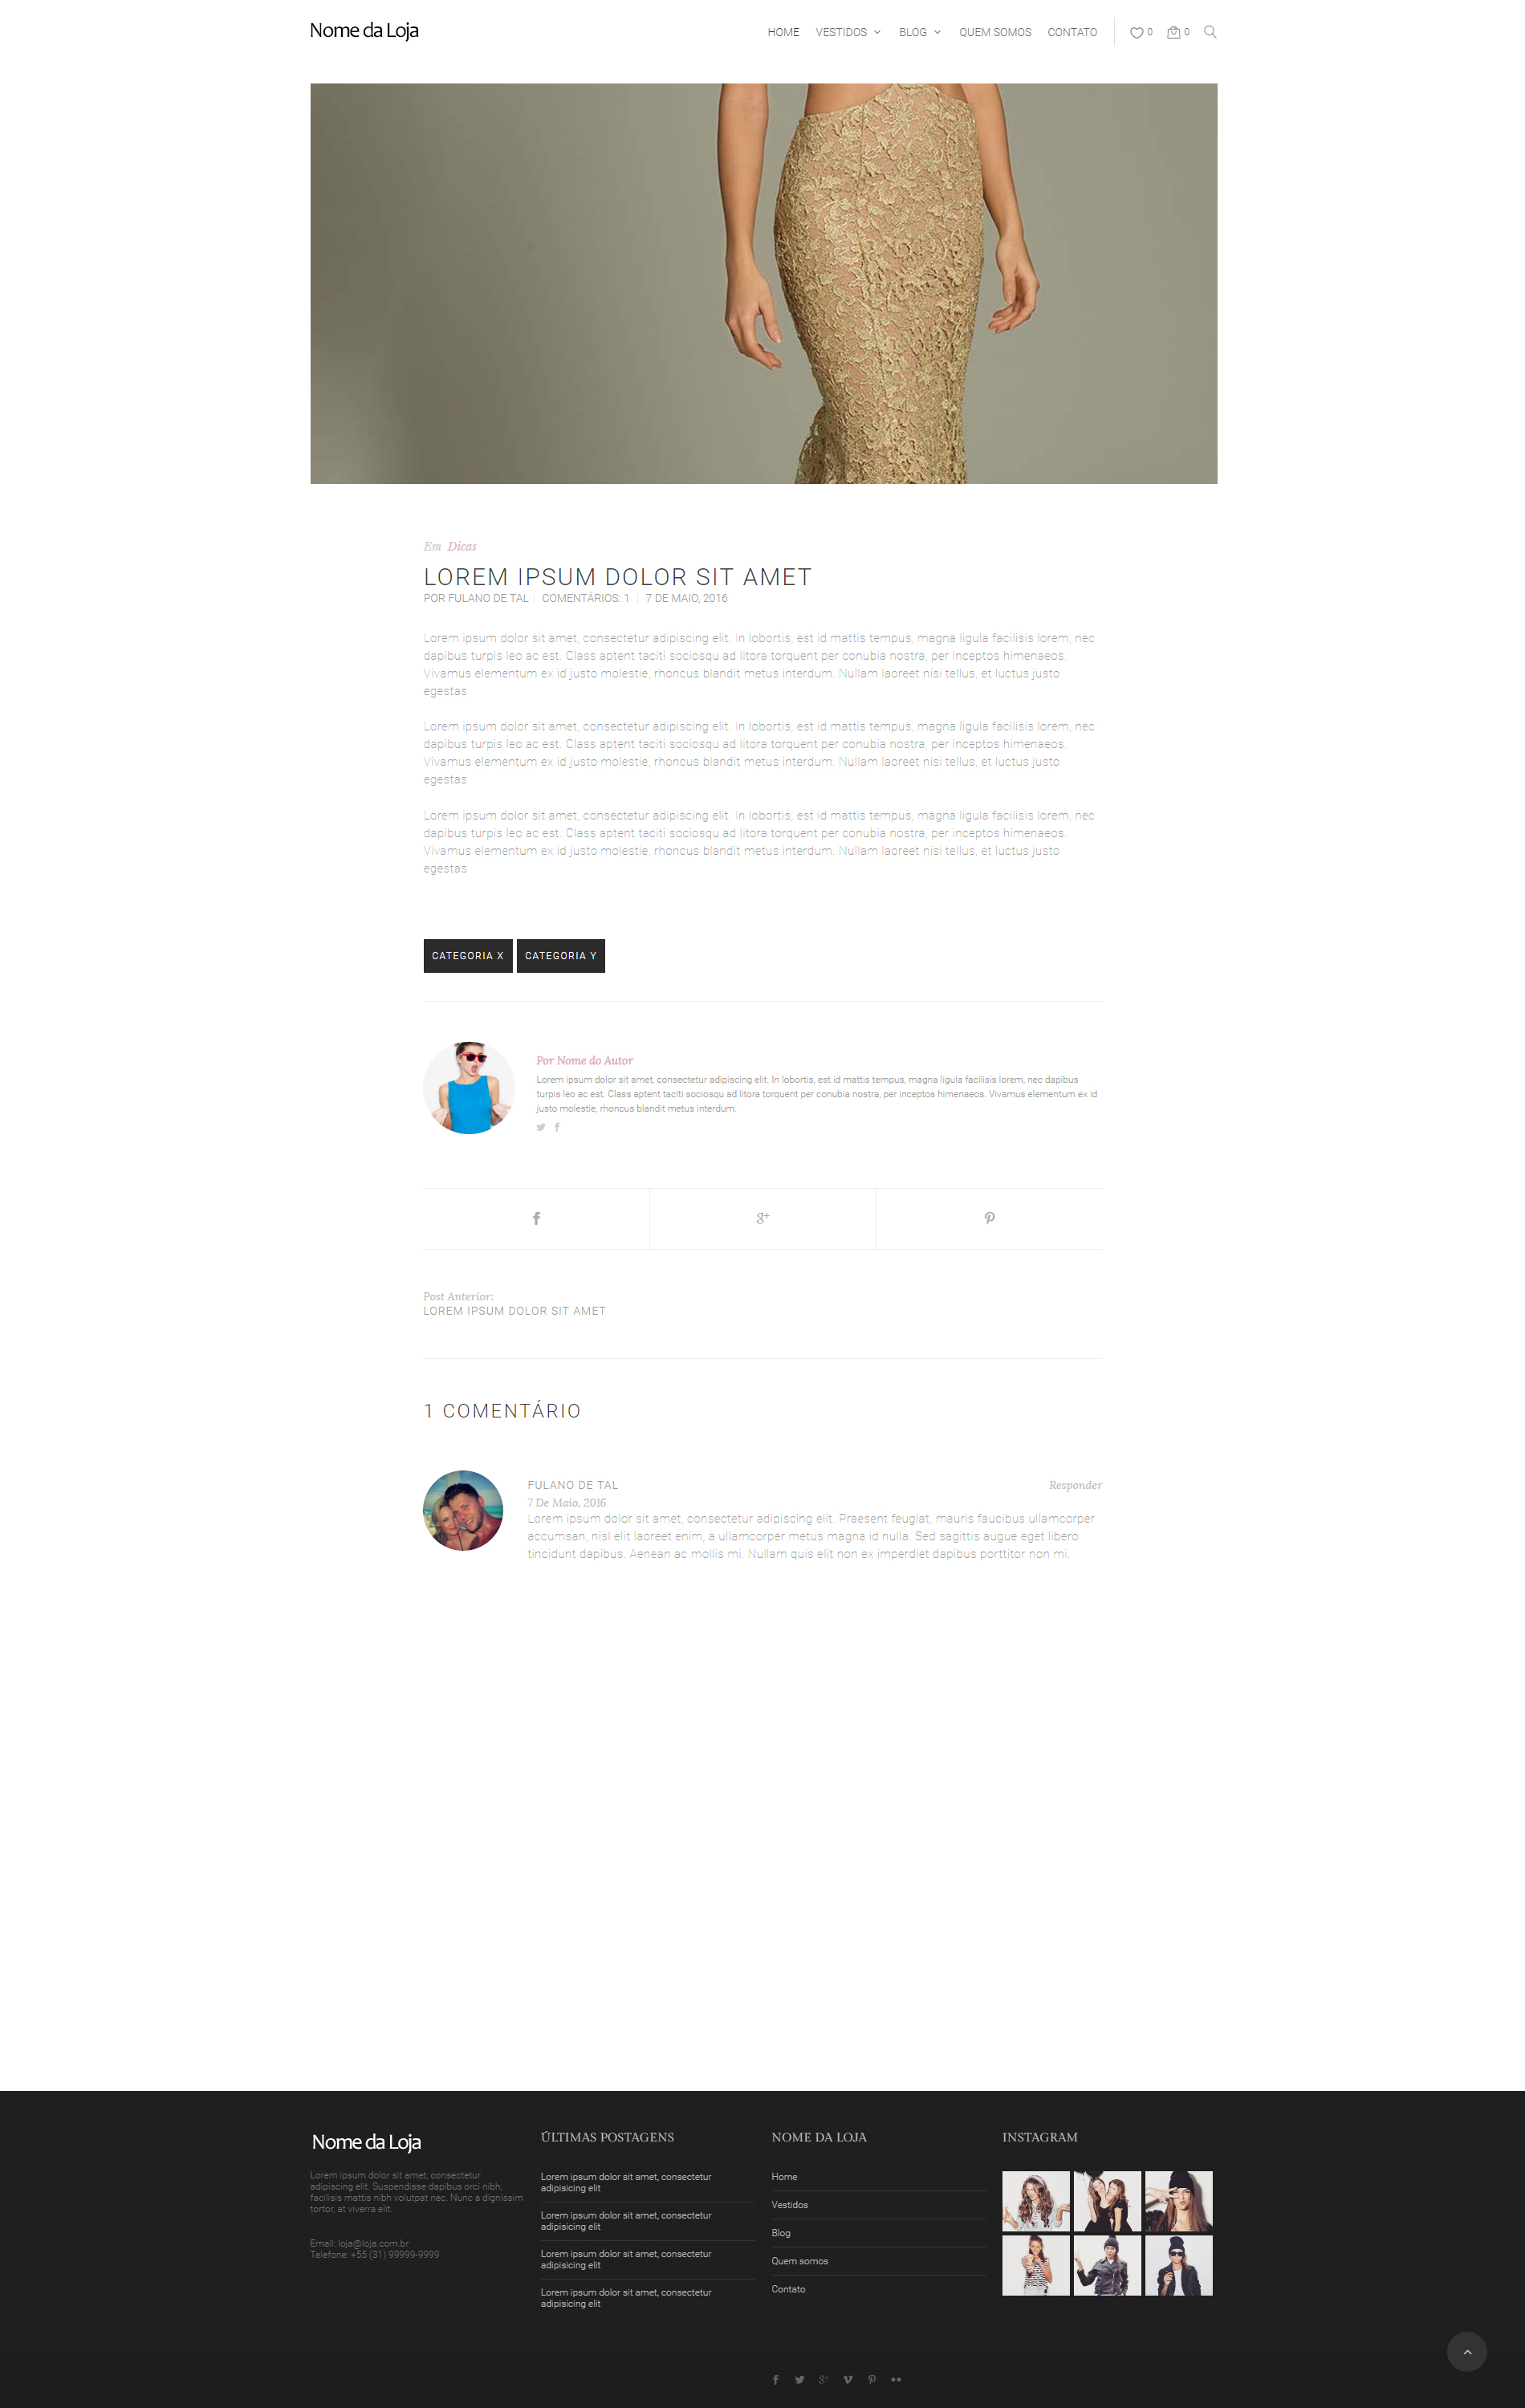 Nome da Loja
HOME VESTIDOS BLOG QUEM SOMOS CONTATO 0 0
Em Dicas
LOREM IPSUM DOLOR SIT AMET
POR FULANO DE TAL | COMENTÁRIOS: 1 | 7 DE MAIO, 2016
Lorem ipsum dolor sit amet, consectetur adipiscing elit. In lobortis, est id mattis tempus, magna ligula facilisis lorem, nec
dapibus turpis leo ac est. Class aptent taciti sociosqu ad litora torquent per conubia nostra, per inceptos himenaeos.
Vivamus elementum ex id justo molestie, rhoncus blandit metus interdum. Nullam laoreet nisi tellus, et luctus justo
egestas
Lorem ipsum dolor sit amet, consectetur adipiscing elit. In lobortis, est id mattis tempus, magna ligula facilisis lorem, nec
dapibus turpis leo ac est. Class aptent taciti sociosqu ad litora torquent per conubia nostra, per inceptos himenaeos.
Vivamus elementum ex id justo molestie, rhoncus blandit metus interdum. Nullam laoreet nisi tellus, et luctus justo
egestas
Lorem ipsum dolor sit amet, consectetur adipiscing elit. In lobortis, est id mattis tempus, magna ligula facilisis lorem, nec
dapibus turpis leo ac est. Class aptent taciti sociosqu ad litora torquent per conubia nostra, per inceptos himenaeos.
Vivamus elementum ex id justo molestie, rhoncus blandit metus interdum. Nullam laoreet nisi tellus, et luctus justo
egestas
CATEGORIA X CATEGORIA Y
Por Nome do Autor
Lorem ipsum dolor sit amet, consectetur adipiscing elit. In lobortis, est id mattis tempus, magna ligula facilisis lorem, nec dapibus
turpis leo ac est. Class aptent taciti sociosqu ad litora torquent per conubia nostra, per inceptos himenaeos. Vivamus elementum ex id
justo molestie, rhoncus blandit metus interdum.
Post Anterior:
LOREM IPSUM DOLOR SIT AMET
1 COMENTÁRIO
FULANO DE TAL Responder
7 De Maio, 2016
Lorem ipsum dolor sit amet, consectetur adipiscing elit. Praesent feugiat, mauris faucibus ullamcorper
accumsan, nisl elit laoreet enim, a ullamcorper metus magna id nulla. Sed sagittis augue eget libero
tincidunt dapibus. Aenean ac mollis mi. Nullam quis elit non ex imperdiet dapibus porttitor non mi.
Nome da Loja
Lorem ipsum dolor sit amet, consectetur
adipiscing elit. Suspendisse dapibus orci nibh,
facilisis mattis nibh volutpat nec. Nunc a dignissim
tortor, at viverra elit.
Email: loja@loja.com.br
Telefone: +55 (31) 99999-9999
ÚLTIMAS POSTAGENS
Lorem ipsum dolor sit amet, consectetur
adipisicing elit
Lorem ipsum dolor sit amet, consectetur
adipisicing elit
Lorem ipsum dolor sit amet, consectetur
adipisicing elit
Lorem ipsum dolor sit amet, consectetur
adipisicing elit
NOME DA LOJA
Home
Vestidos
Blog
Quem somos
Contato
INSTAGRAM